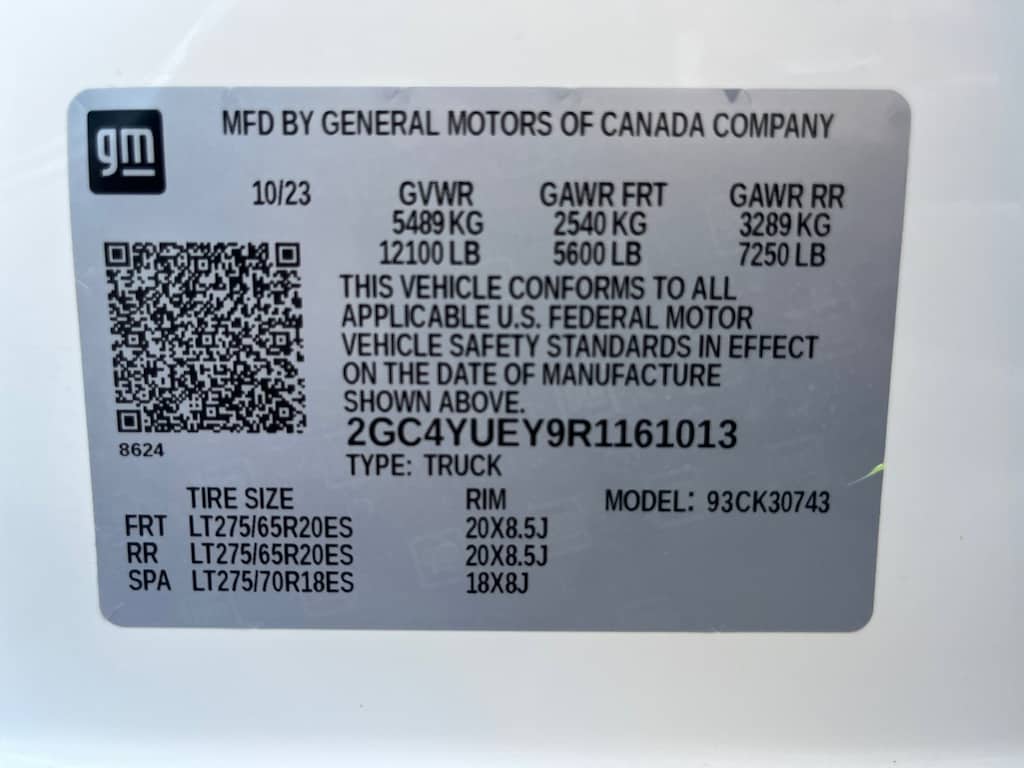 gm
MFD BY GENERAL MOTORS OF CANADA COMPANY
10/23 GVWR GAWR FRT GAWR RR
5489 KG 2540 KG 3289 KG
12100 LB 5600 LB 7250 LB
THIS VEHICLE CONFORMS TO ALL
APPLICABLE U.S. FEDERAL MOTOR
VEHICLE SAFETY STANDARDS IN EFFECT
ON THE DATE OF MANUFACTURE
SHOWN ABOVE.
2GC4YUEY9R1161013
8624
TYPE: TRUCK
TIRE SIZE RIM MODEL: 93CK30743
FRT LT275/65R20ES 20X8.5J
RR LT275/65R20ES 20X8.5J
SPA LT275/70R18ES 18X8J